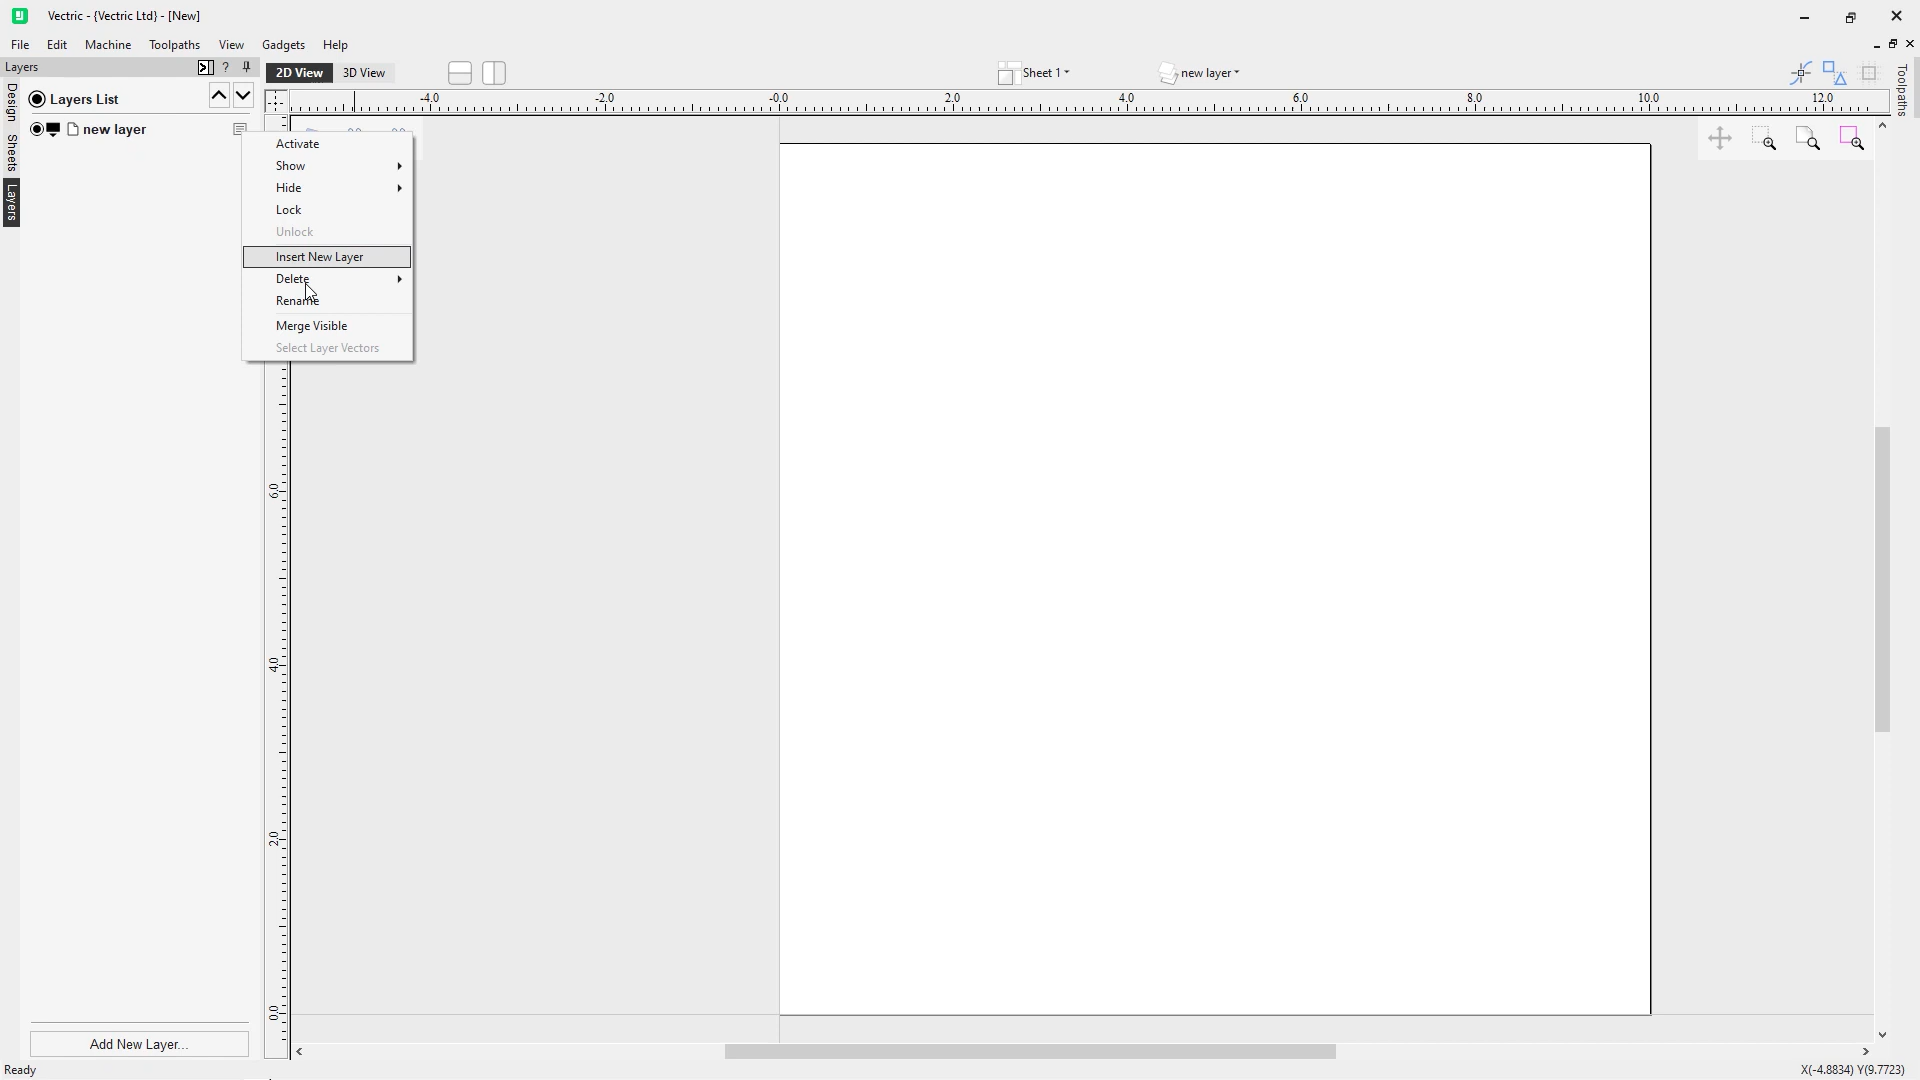 Vectric - {Vectric Ltd} - [New]
File Edit Machine Toolpaths View Gadgets Help
Layers ?
2D View 3D View Sheet 1 new layer
Layers List
-4.0 -2.0 -0.0 2.0 4.0 6.0 8.0 10.0 12.0
new layer
Design
Sheets
Layers
Toolpaths
Activate
Show
Hide
Lock
Unlock
Insert New Layer
Delete
Rename
Merge Visible
Select Layer Vectors
6.0
4.0
2.0
0.0
Add New Layer...
Ready X(-4.8834) Y(9.7723)